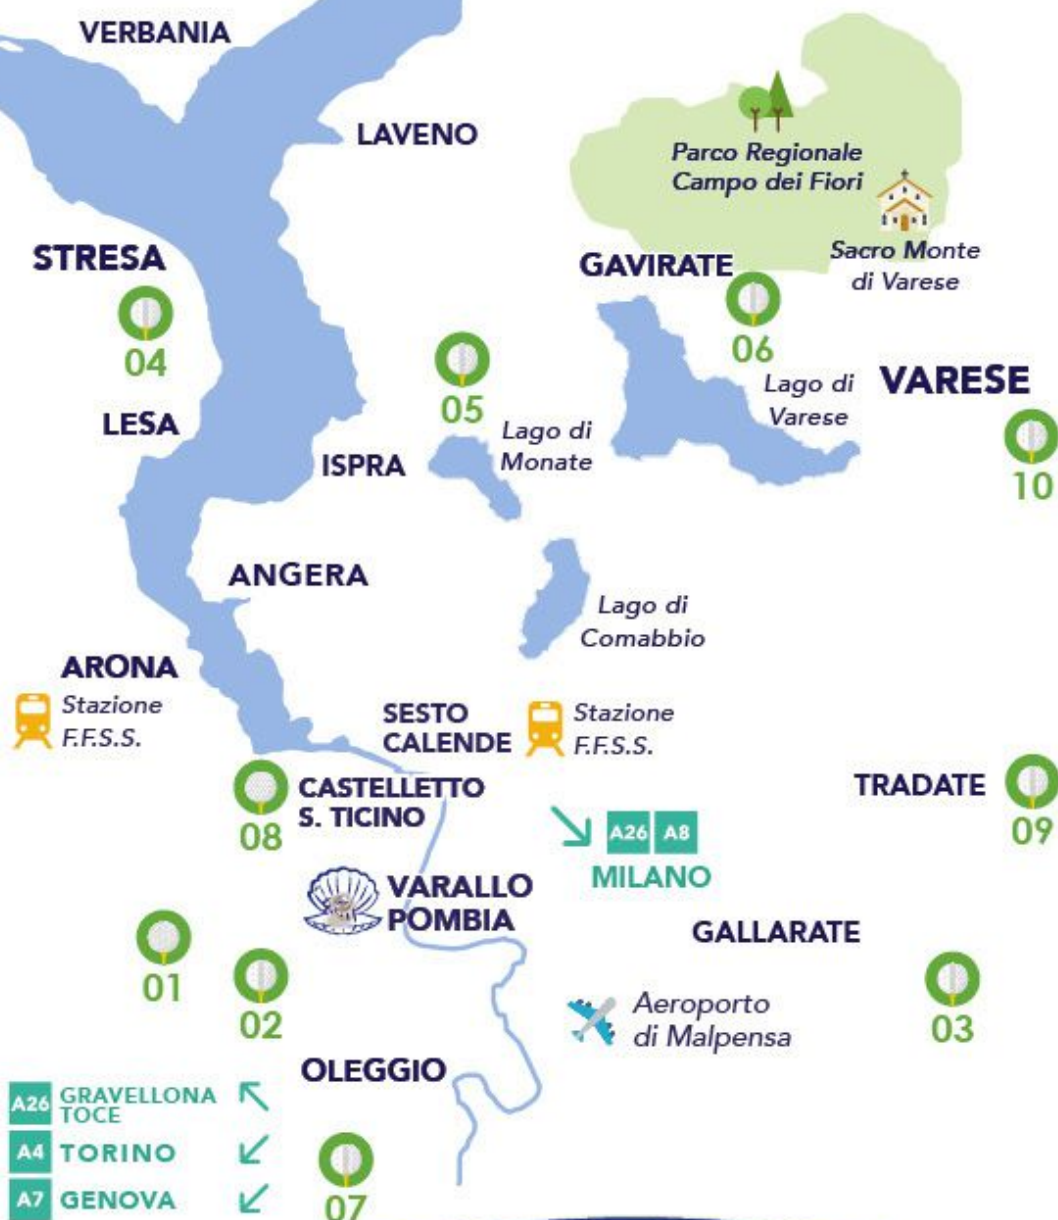 VERBANIA
LAVENO
Parco Regionale
Campo dei Fiori
STRESA
GAVIRATE
Sacro Monte
di Varese
04
05
06
Lago di
Varese
VARESE
LESA
ISPRA
Lago di
Monate
10
ANGERA
Lago di
Comabbio
ARONA
Stazione
F.F.S.S.
SESTO
CALENDE
Stazione
F.F.S.S.
08
CASTELLETTO
S. TICINO
TRADATE
09
A26 A8
MILANO
VARALLO
POMBIA
GALLARATE
01
02
Aeroporto
di Malpensa
03
OLEGGIO
A26 GRAVELLONA
TOCE
A4 TORINO
A7 GENOVA
07